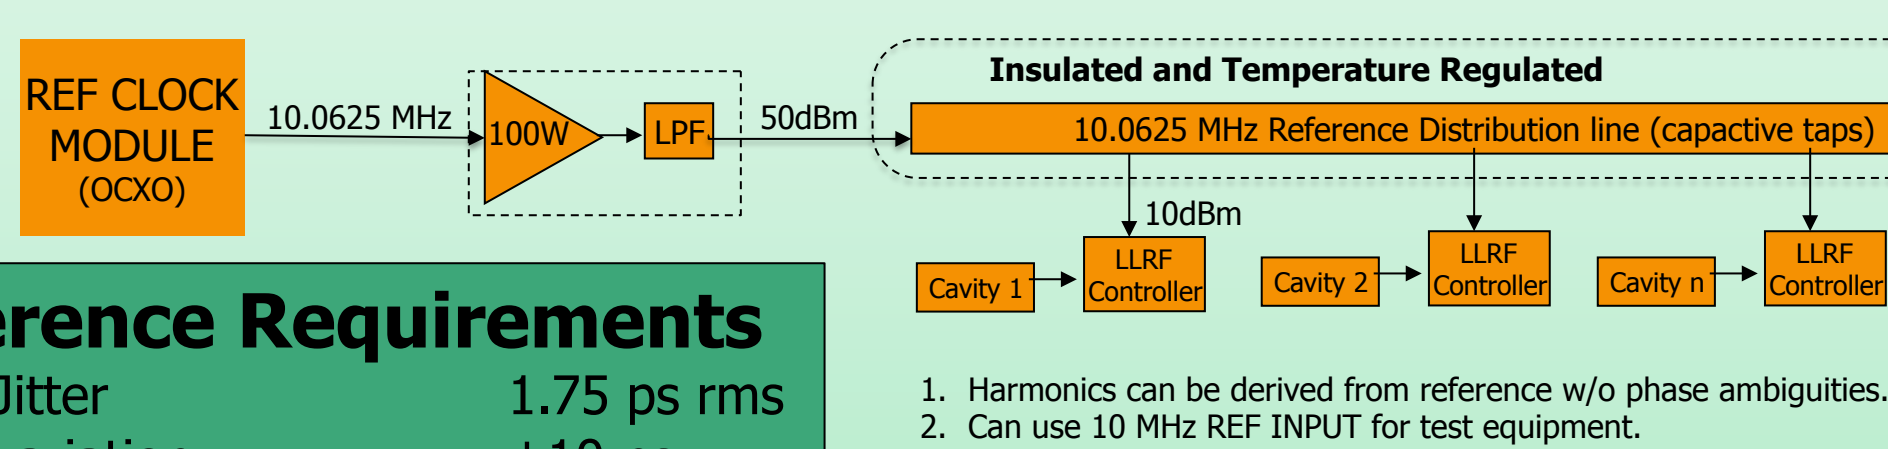 REF CLOCK
MODULE
(OCXO)
10.0625 MHz
100W
LPF
50dBm
Insulated and Temperature Regulated
10.0625 MHz Reference Distribution line (capactive taps)
10dBm
Cavity 1
LLRF
Controller
Cavity 2
LLRF
Controller
Cavity n
LLRF
Controller
Requirements
Jitter 1.75 ps rms
1. Harmonics can be derived from reference w/o phase ambiguities.
2. Can use 10 MHz REF INPUT for test equipment.